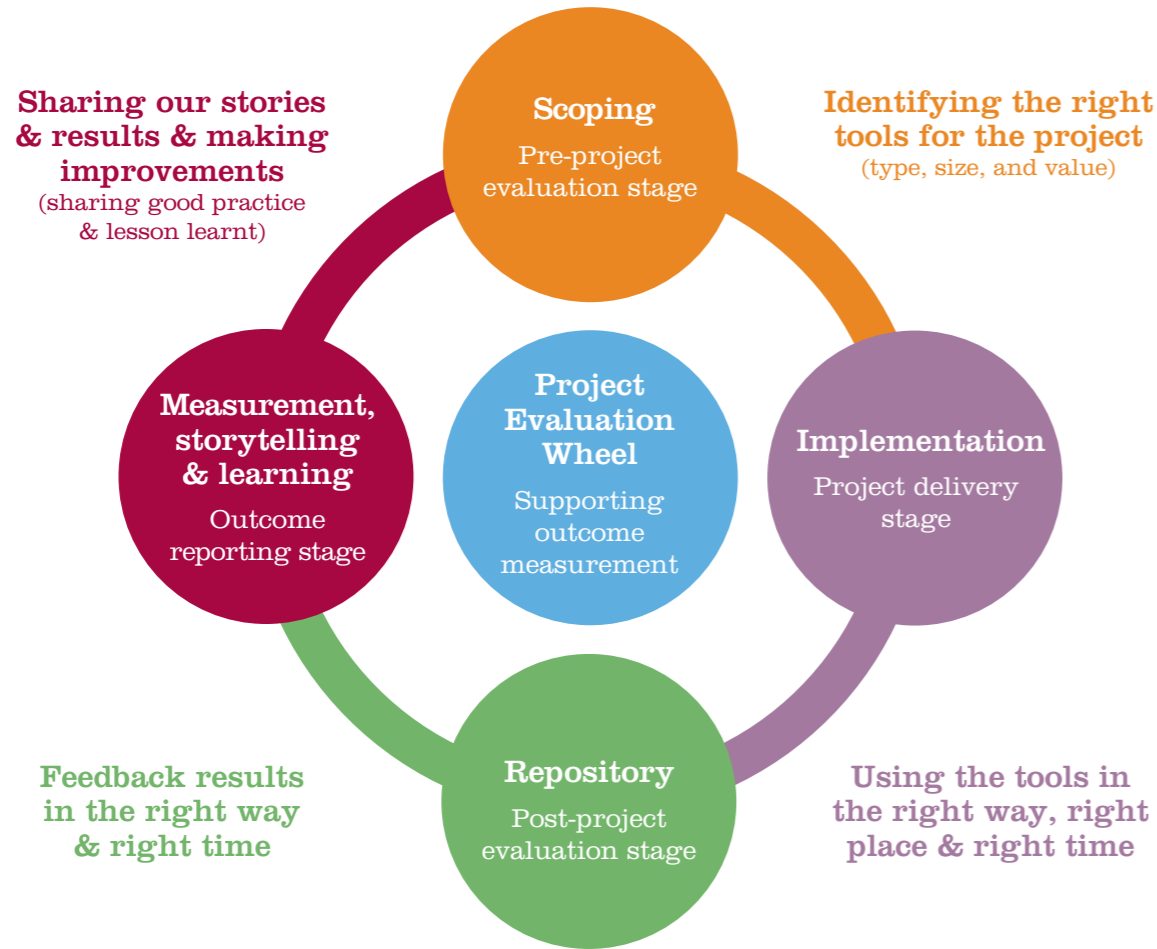 Sharing our stories
& results & making
improvements
(sharing good practice
& lesson learnt)
Scoping
Pre-project
evaluation stage
Identifying the right
tools for the project
(type, size, and value)
Measurement,
storytelling
& learning
Outcome
reporting stage
Project
Evaluation
Wheel
Supporting
outcome
measurement
Implementation
Project delivery
stage
Feedback results
in the right way
& right time
Repository
Post-project
evaluation stage
Using the tools in
the right way, right
place & right time